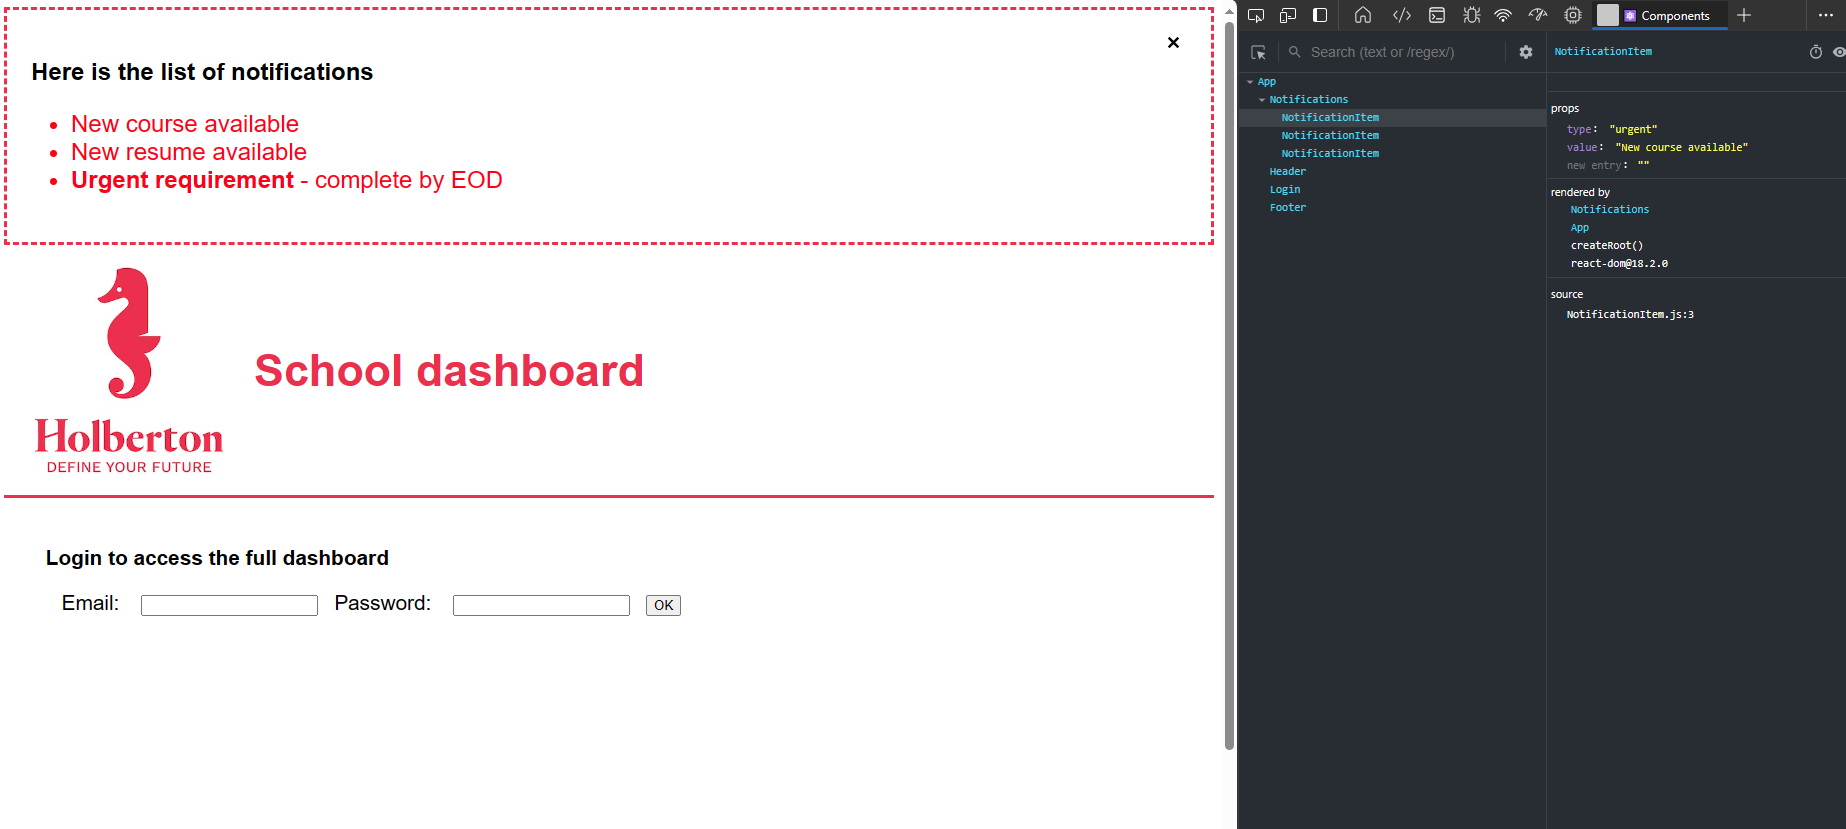 ×
Here is the list of notifications
New course available
New resume available
Urgent requirement - complete by EOD
School dashboard
Holberton
DEFINE YOUR FUTURE
Login to access the full dashboard
Email: Password: OK
Components
Search (text or /regex/)
App
Notifications
NotificationItem
NotificationItem
NotificationItem
Header
Login
Footer
NotificationItem
props
type: "urgent"
value: "New course available"
new entry: ""
rendered by
Notifications
App
createRoot()
react-dom@18.2.0
source
NotificationItem.js:3